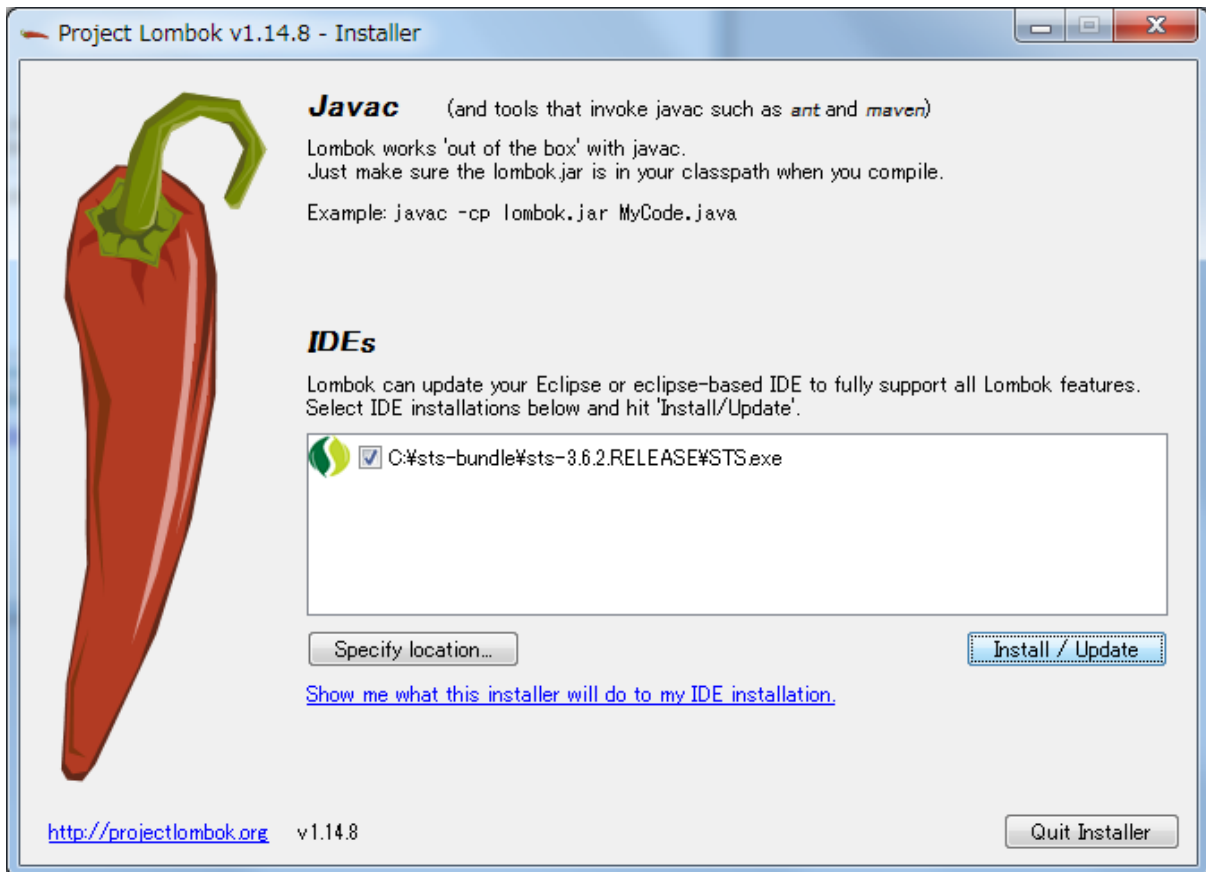 Project Lombok v1.14.8 - Installer
Javac (and tools that invoke javac such as ant and maven)
Lombok works 'out of the box' with javac.
Just make sure the lombok.jar is in your classpath when you compile.
Example: javac -cp lombok.jar MyCode.java
IDEs
Lombok can update your Eclipse or eclipse-based IDE to fully support all Lombok features.
Select IDE installations below and hit 'Install/Update'.
C:¥sts-bundle¥sts-3.6.2.RELEASE¥STS.exe
Specify location... Install / Update
Show me what this installer will do to my IDE installation.
http://projectlombok.org v1.14.8 Quit Installer